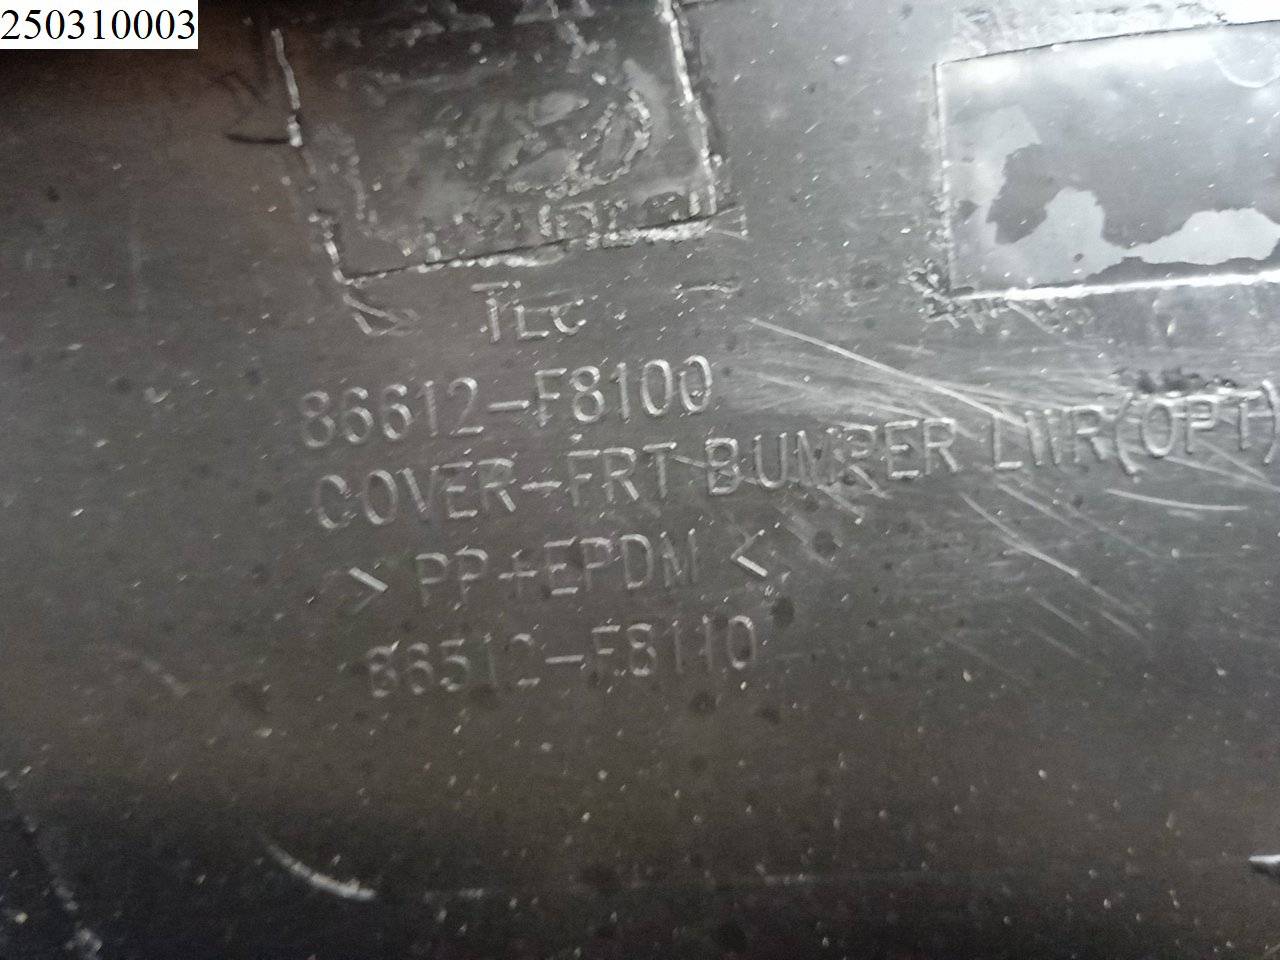 250310003
TLC
86612-F8100
COVER-FRT BUMPER LWR(OPT)
> PP+EPDM <
86512-F8110